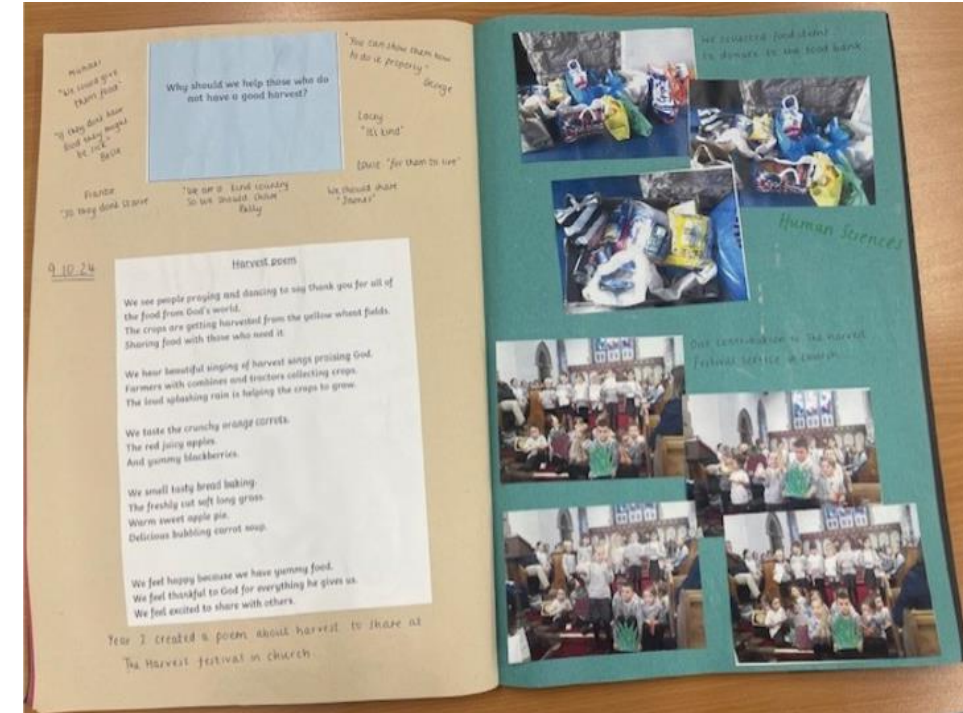 Why should we help those who do
not have a good harvest?
Michael
"We could give
them food"
"If they dont have
food they might
be sick"
"You can show them how
to do it properly"
George
Lacey
"It's kind"
"for them to live"
"So they dont starve
"We are a kind country
So we should share
We should share
9.10.24
Harvest poem
We see people praying and dancing to say thank you for all of
the food from God's world.
The crops are getting harvested from the yellow wheat fields.
Sharing food with those who need it.
We hear beautiful singing of harvest songs praising God.
Farmers with combines and tractors collecting crops.
The loud splashing rain is helping the crops to grow.
We taste the crunchy orange carrots.
The red juicy apples.
And yummy blackberries.
We smell tasty bread baking.
The freshly cut soft long grass.
Warm sweet apple pie.
Delicious bubbling carrot soup.
We feel happy because we have yummy food.
We feel thankful to God for everything he gives us.
We feel excited to share with others.
Year 2 created a poem about harvest to share at
The Harvest festival in church.
We collected food items
to donate to the food bank
Human Sciences
Our contribution to The Harvest
Festival service in church.